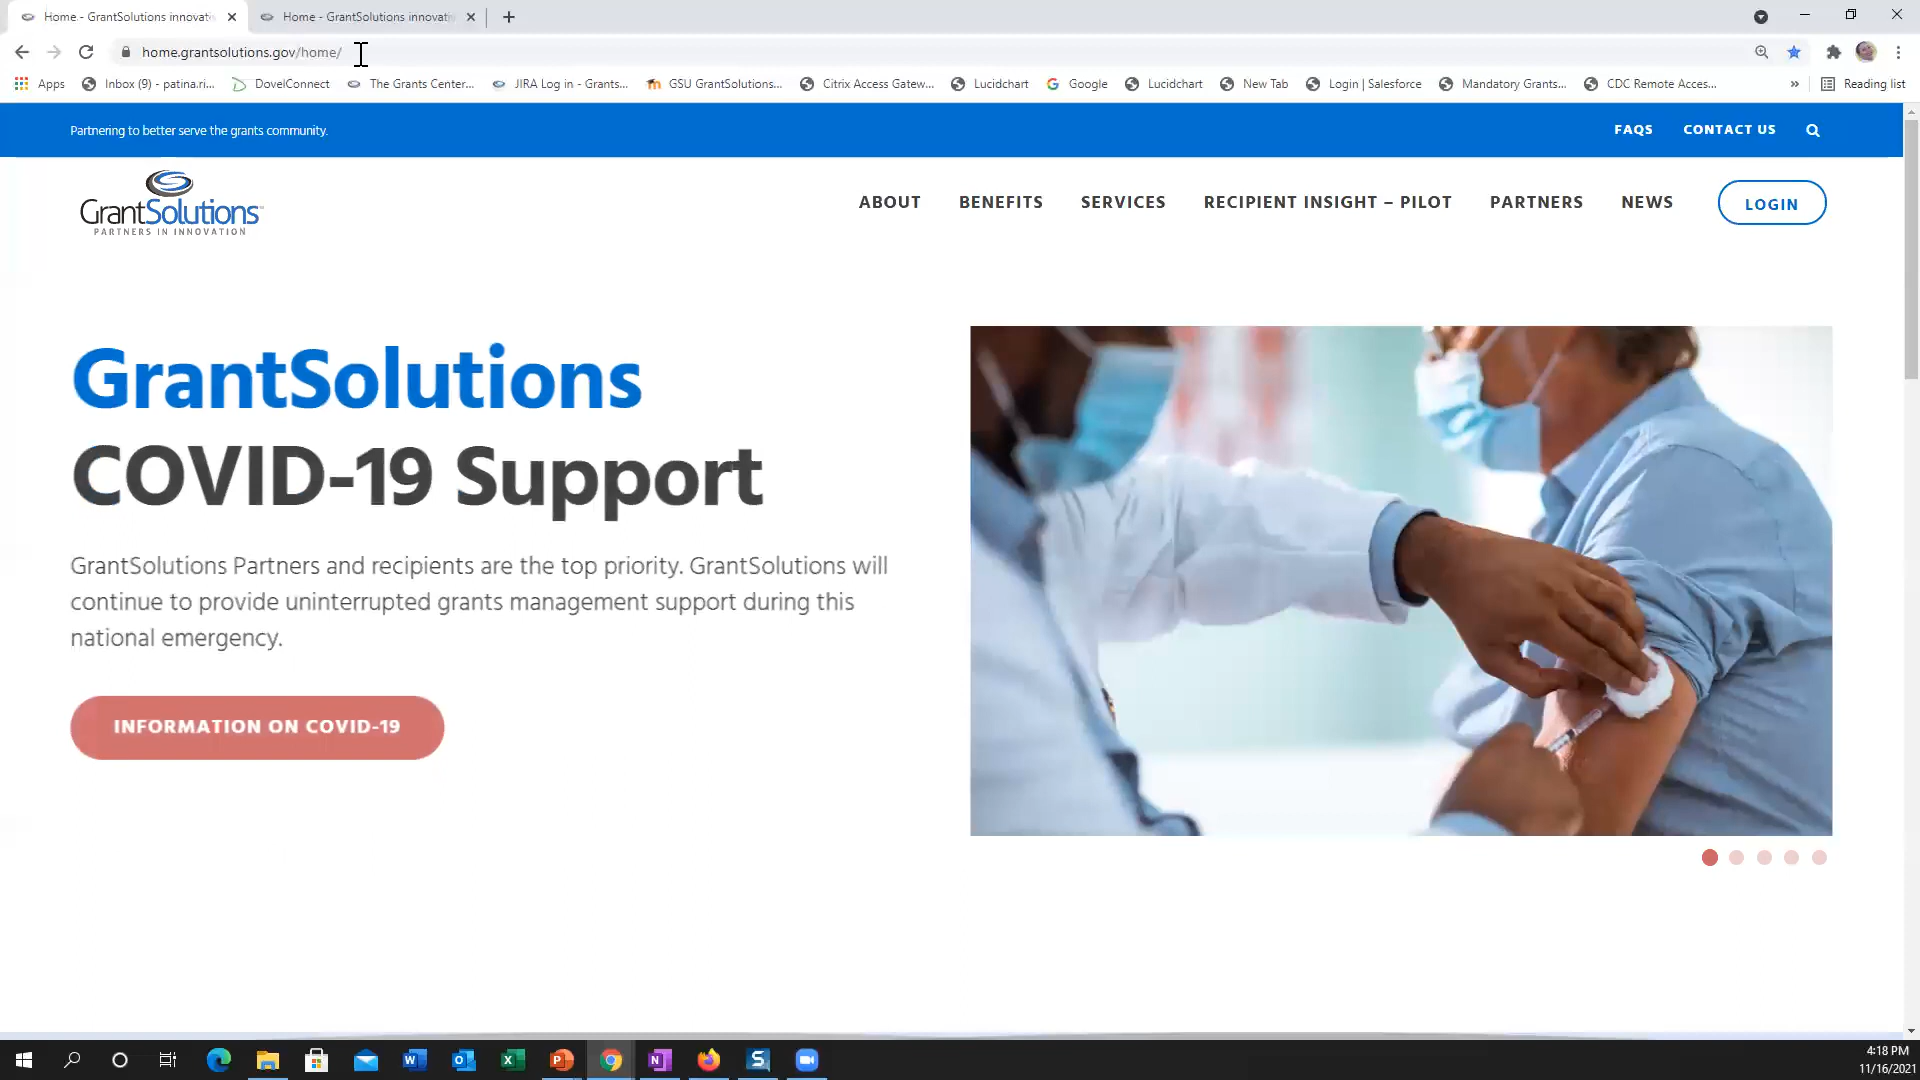 Home - GrantSolutions innovati
Home - GrantSolutions innovati
home.grantsolutions.gov/home/
Apps
Inbox (9) - patina.ri...
DovelConnect
The Grants Center...
JIRA Log in - Grants...
GSU GrantSolutions...
Citrix Access Gatew...
Lucidchart
Google
Lucidchart
New Tab
Login | Salesforce
Mandatory Grants...
CDC Remote Acces...
»
Reading list
Partnering to better serve the grants community.
FAQS
CONTACT US
GrantSolutions
PARTNERS IN INNOVATION
ABOUT
BENEFITS
SERVICES
RECIPIENT INSIGHT – PILOT
PARTNERS
NEWS
LOGIN
GrantSolutions
COVID-19 Support
GrantSolutions Partners and recipients are the top priority. GrantSolutions will
continue to provide uninterrupted grants management support during this
national emergency.
INFORMATION ON COVID-19
4:18 PM
11/16/2021